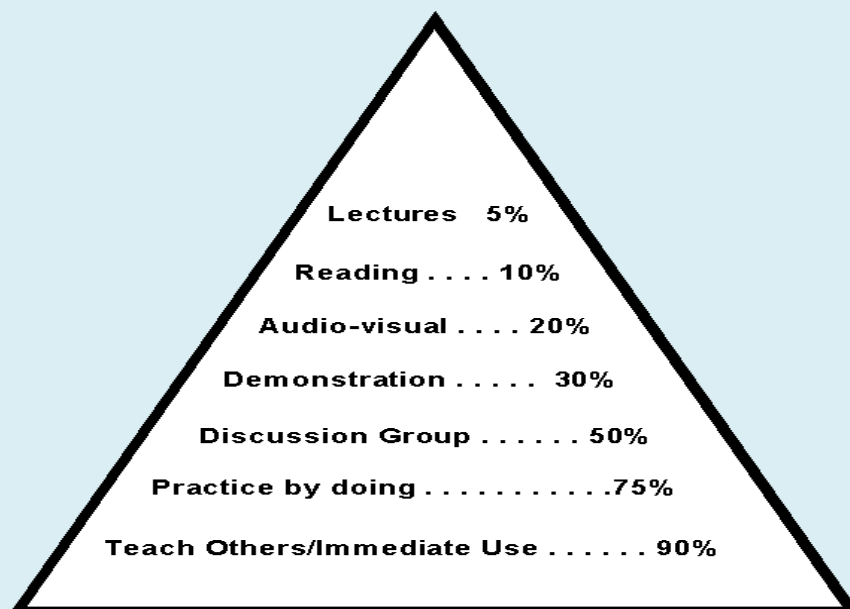 Lectures 5%
Reading . . . . 10%
Audio-visual . . . . 20%
Demonstration . . . . . 30%
Discussion Group . . . . . . 50%
Practice by doing . . . . . . . . . . .75%
Teach Others/Immediate Use . . . . . . 90%